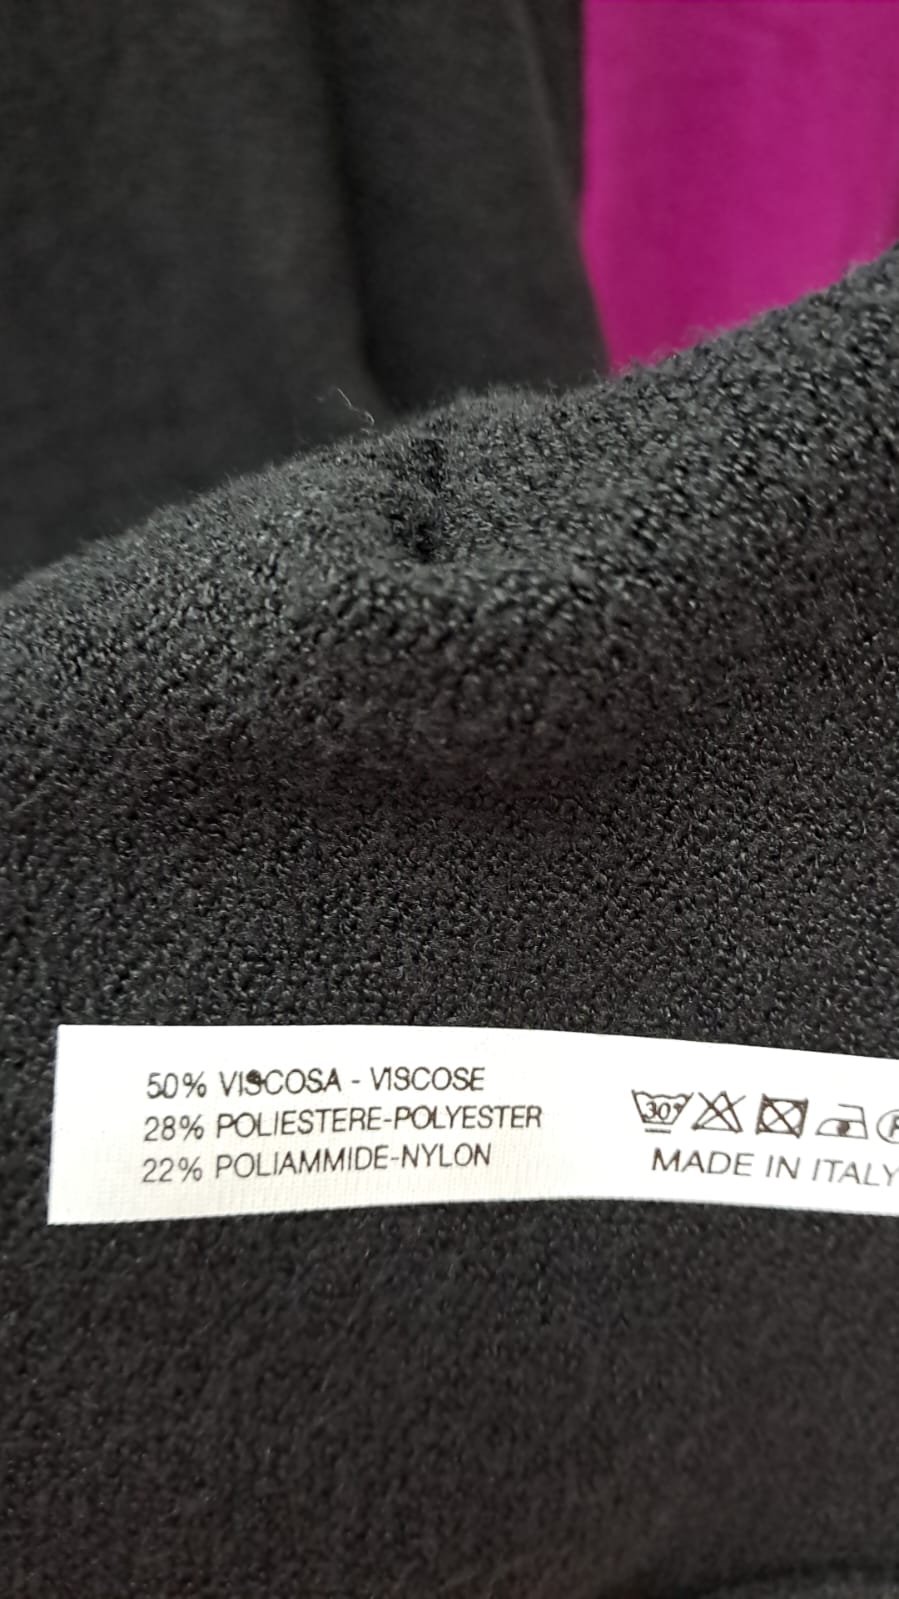 50% VISCOSA - VISCOSE
28% POLIESTERE-POLYESTER
22% POLIAMMIDE-NYLON
30°
MADE IN ITALY